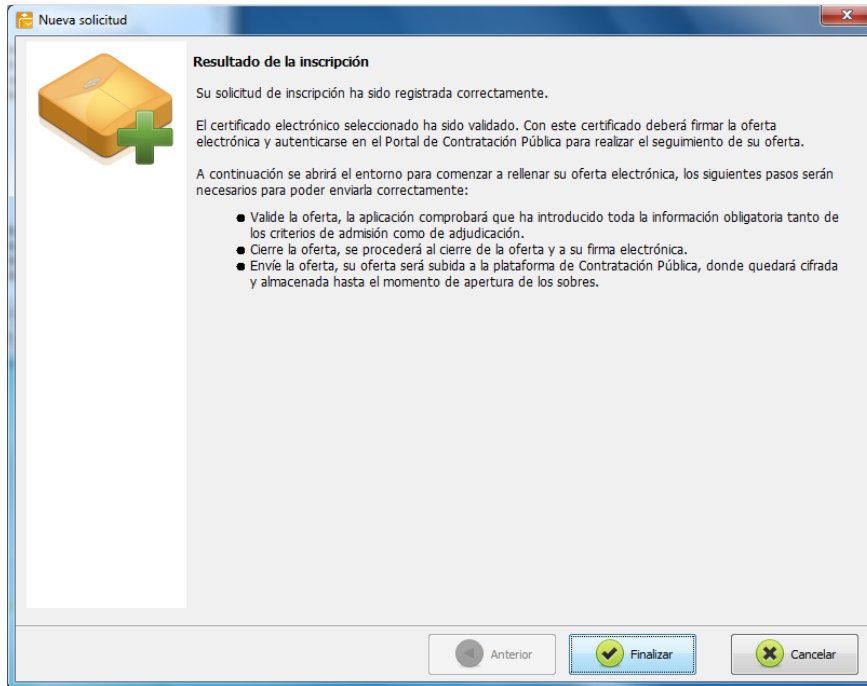 Nueva solicitud
Resultado de la inscripción
Su solicitud de inscripción ha sido registrada correctamente.
El certificado electrónico seleccionado ha sido validado. Con este certificado deberá firmar la oferta
electrónica y autenticarse en el Portal de Contratación Pública para realizar el seguimiento de su oferta.
A continuación se abrirá el entorno para comenzar a rellenar su oferta electrónica, los siguientes pasos serán
necesarios para poder enviarla correctamente:
● Valide la oferta, la aplicación comprobará que ha introducido toda la información obligatoria tanto de
los criterios de admisión como de adjudicación.
● Cierre la oferta, se procederá al cierre de la oferta y a su firma electrónica.
● Envíe la oferta, su oferta será subida a la plataforma de Contratación Pública, donde quedará cifrada
y almacenada hasta el momento de apertura de los sobres.
Anterior Finalizar Cancelar